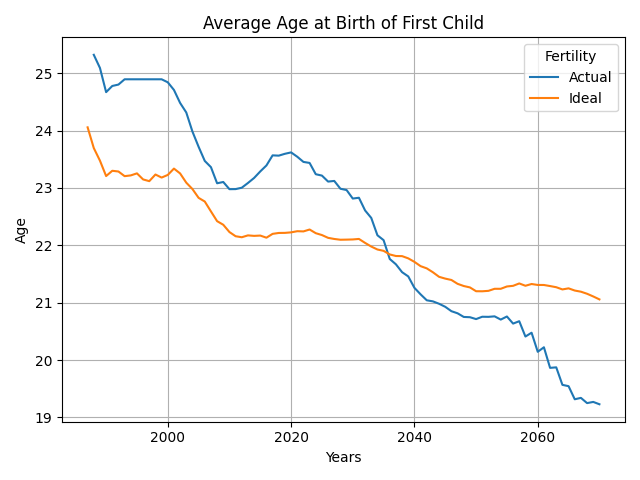 Average Age at Birth of First Child
Fertility
Actual
Ideal
Age
25
24
23
22
21
20
19
2000
2020
2040
2060
Years